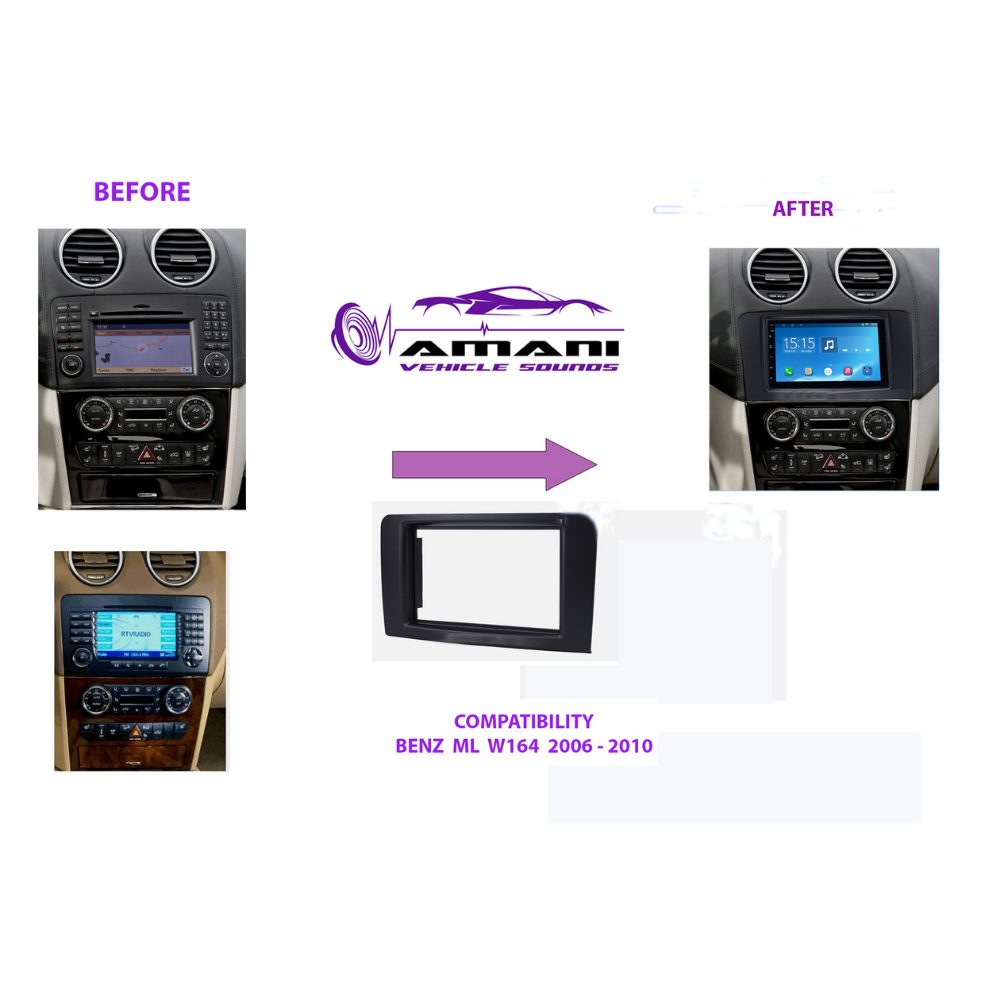 BEFORE
AFTER
AMANI
VEHICLE SOUNDS
15:15
RTVRADIO
COMPATIBILITY
BENZ ML W164 2006 - 2010